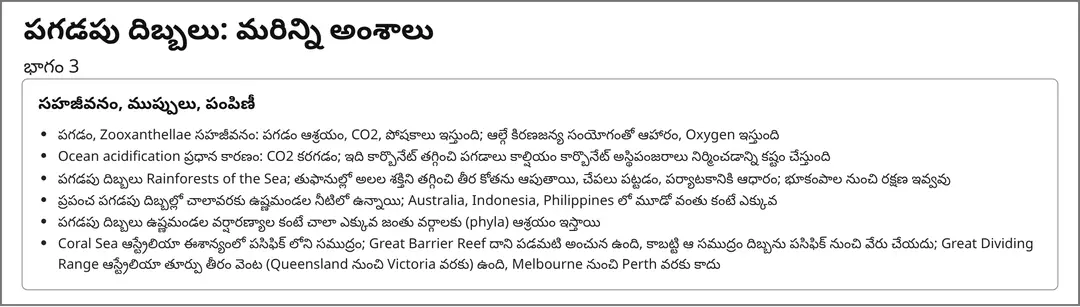 పగడపు దిబ్బలు: మరిన్ని అంశాలు
భాగం 3
సహజీవనం, ముప్పులు, పంపిణీ
• పగడం, Zooxanthellae సహజీవనం: పగడం ఆశ్రయం, CO2, పోషకాలు ఇస్తుంది; ఆల్గే కిరణజన్య సంయోగంతో ఆహారం, Oxygen ఇస్తుంది
• Ocean acidification ప్రధాన కారణం: CO2 కరగడం; ఇది కార్బొనేట్ తగ్గించి పగడాలు కాల్షియం కార్బొనేట్ అస్థిపంజరాలు నిర్మించడాన్ని కష్టం చేస్తుంది
• పగడపు దిబ్బలు Rainforests of the Sea; తుఫానుల్లో అలల శక్తిని తగ్గించి తీర కోతను ఆపుతాయి, చేపలు పట్టడం, పర్యాటకానికి ఆధారం; భూకంపాల నుంచి రక్షణ ఇవ్వవు
• ప్రపంచ పగడపు దిబ్బల్లో చాలావరకు ఉష్ణమండల నీటిలో ఉన్నాయి; Australia, Indonesia, Philippines లో మూడో వంతు కంటే ఎక్కువ
• పగడపు దిబ్బలు ఉష్ణమండల వర్షారణ్యాల కంటే చాలా ఎక్కువ జంతు వర్గాలకు (phyla) ఆశ్రయం ఇస్తాయి
• Coral Sea ఆస్ట్రేలియా ఈశాన్యంలో పసిఫిక్ లోని సముద్రం; Great Barrier Reef దాని పడమటి అంచున ఉంది, కాబట్టి ఆ సముద్రం దిబ్బను పసిఫిక్ నుంచి వేరు చేయదు; Great Dividing
Range ఆస్ట్రేలియా తూర్పు తీరం వెంట (Queensland నుంచి Victoria వరకు) ఉంది, Melbourne నుంచి Perth వరకు కాదు